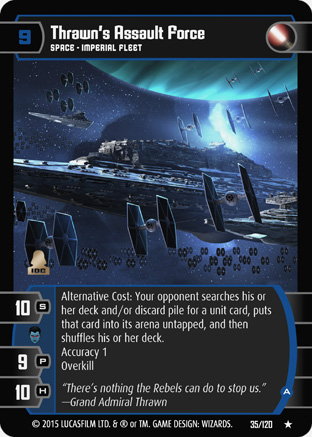 9 Thrawn's Assault Force
SPACE - IMPERIAL FLEET
IBC
10 S
9 P
10 H
Alternative Cost: Your opponent searches his or
her deck and/or discard pile for a unit card, puts
that card into its arena untapped, and then
shuffles his or her deck.
Accuracy 1
Overkill
"There's nothing the Rebels can do to stop us."
—Grand Admiral Thrawn
A
© 2015 LUCASFILM LTD. & ® or TM. GAME DESIGN: WIZARDS. 35/120 ★